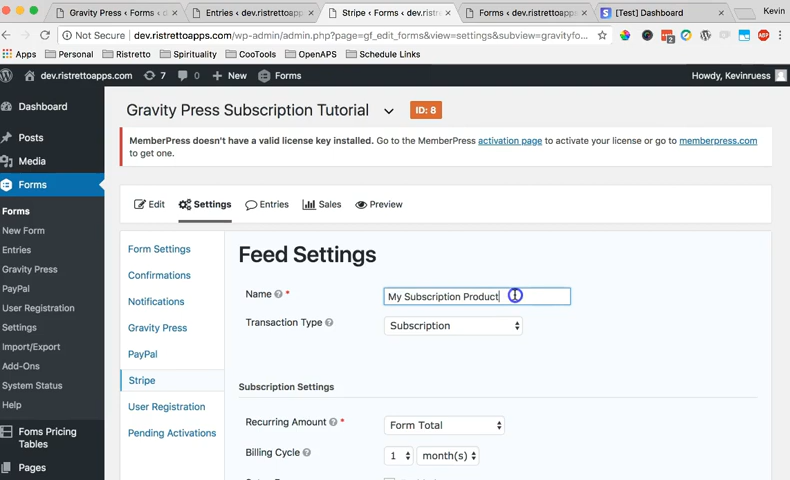 Gravity Press ‹ Forms ‹ d
Entries ‹ dev.ristrettoapps.c
Stripe ‹ Forms ‹ dev.ristret
Forms ‹ dev.ristrettoapps.c
[Test] Dashboard
Kevin
Not Secure dev.ristrettoapps.com/wp-admin/admin.php?page=gf_edit_forms&view=settings&subview=gravityfo...
Apps Personal Ristretto Spirituality CooTools OpenAPS Schedule Links
dev.ristrettoapps.com 7 0 + New Forms Howdy, Kevinruess
Dashboard
Posts
Media
Forms
Forms
New Form
Entries
Gravity Press
PayPal
User Registration
Settings
Import/Export
Add-Ons
System Status
Help
Foms Pricing
Tables
Pages
Gravity Press Subscription Tutorial ID: 8
MemberPress doesn't have a valid license key installed. Go to the MemberPress activation page to activate your license or go to memberpress.com
to get one.
Edit Settings Entries Sales Preview
Form Settings
Confirmations
Notifications
Gravity Press
PayPal
Stripe
User Registration
Pending Activations
Feed Settings
Name ? * My Subscription Product
Transaction Type ? Subscription
Subscription Settings
Recurring Amount ? * Form Total
Billing Cycle ? 1 month(s)